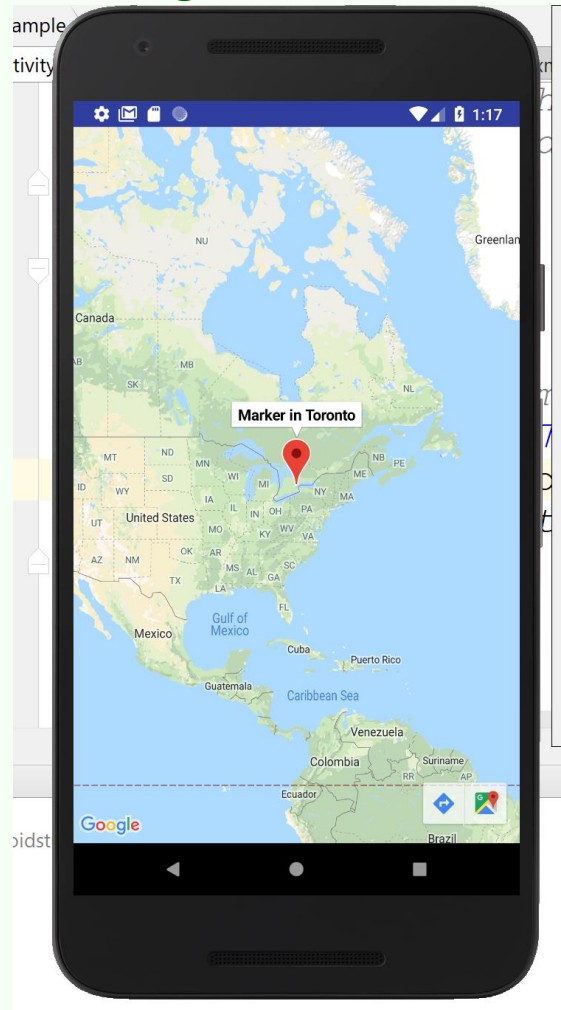 ample
tivity
1:17
Greenlan
NU
Canada
AB
MB
SK
NL
Marker in Toronto
ND
MT
MN
NB
PE
ME
ID
WY
SD
WI
MI
NY
MA
IA
IL
IN
OH
PA
UT
United States
MO
KY
WV
VA
AZ
NM
OK
AR
MS
AL
GA
SC
TX
LA
FL
Gulf of
Mexico
Mexico
Cuba
Puerto Rico
Guatemala
Caribbean Sea
Venezuela
Colombia
Suriname
RR
AP
Ecuador
Google
Brazil
oidst